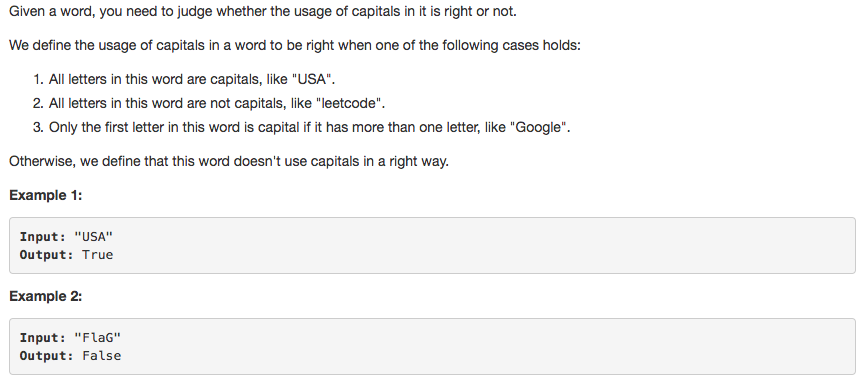 Given a word, you need to judge whether the usage of capitals in it is right or not.
We define the usage of capitals in a word to be right when one of the following cases holds:
1. All letters in this word are capitals, like "USA".
2. All letters in this word are not capitals, like "leetcode".
3. Only the first letter in this word is capital if it has more than one letter, like "Google".
Otherwise, we define that this word doesn't use capitals in a right way.
Example 1:
Input: "USA"
Output: True
Example 2:
Input: "FlaG"
Output: False